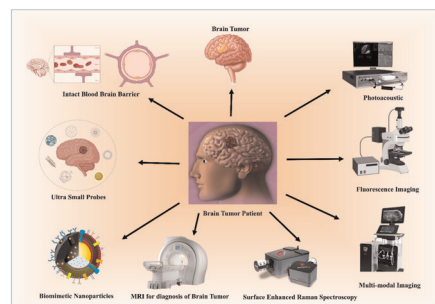 Brain Tumor
Intact Blood Brain Barrier
Photoacoustic
Ultra Small Probes
Fluorescence Imaging
Brain Tumor Patient
Multi-modal Imaging
Biomimetic Nanoparticles
MRI for diagnosis of Brain Tumor
Surface Enhanced Raman Spectroscopy